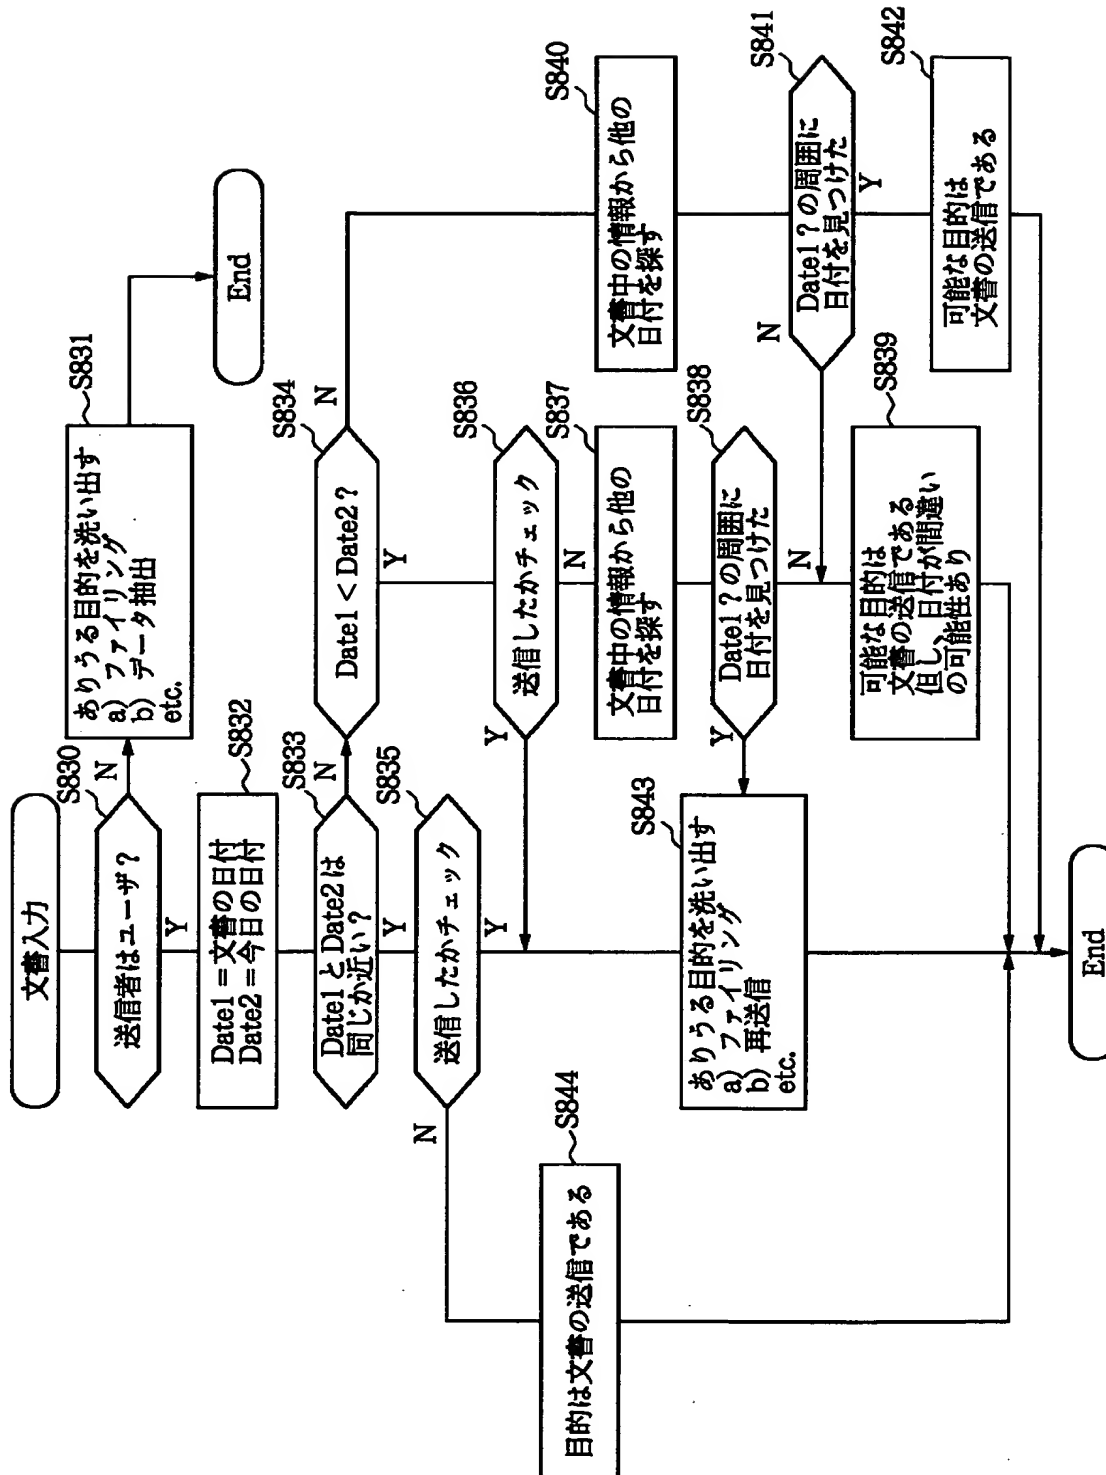 文書入力
S830
送信者はユーザ?
N
Y
S831
ありうる目的を洗い出す
a) ファイリング
b) データ抽出
etc.
End
S832
Date1=文書の日付
Date2=今日の日付
S833
Date1とDate2は
同じか近い?
N
Y
S834
Date1<Date2?
N
Y
S835
送信したかチェック
N
Y
S836
送信したかチェック
Y
N
S837
文書中の情報から他の
日付を探す
S838
Date1?の周囲に
日付を見つけた
Y
N
S839
可能な目的は
文書の送信である
但し、日付が間違い
の可能性あり
S840
文書中の情報から他の
日付を探す
S841
Date1?の周囲に
日付を見つけた
N
Y
S842
可能な目的は
文書の送信である
S843
ありうる目的を洗い出す
a) ファイリング
b) 再送信
etc.
S844
目的は文書の送信である
End